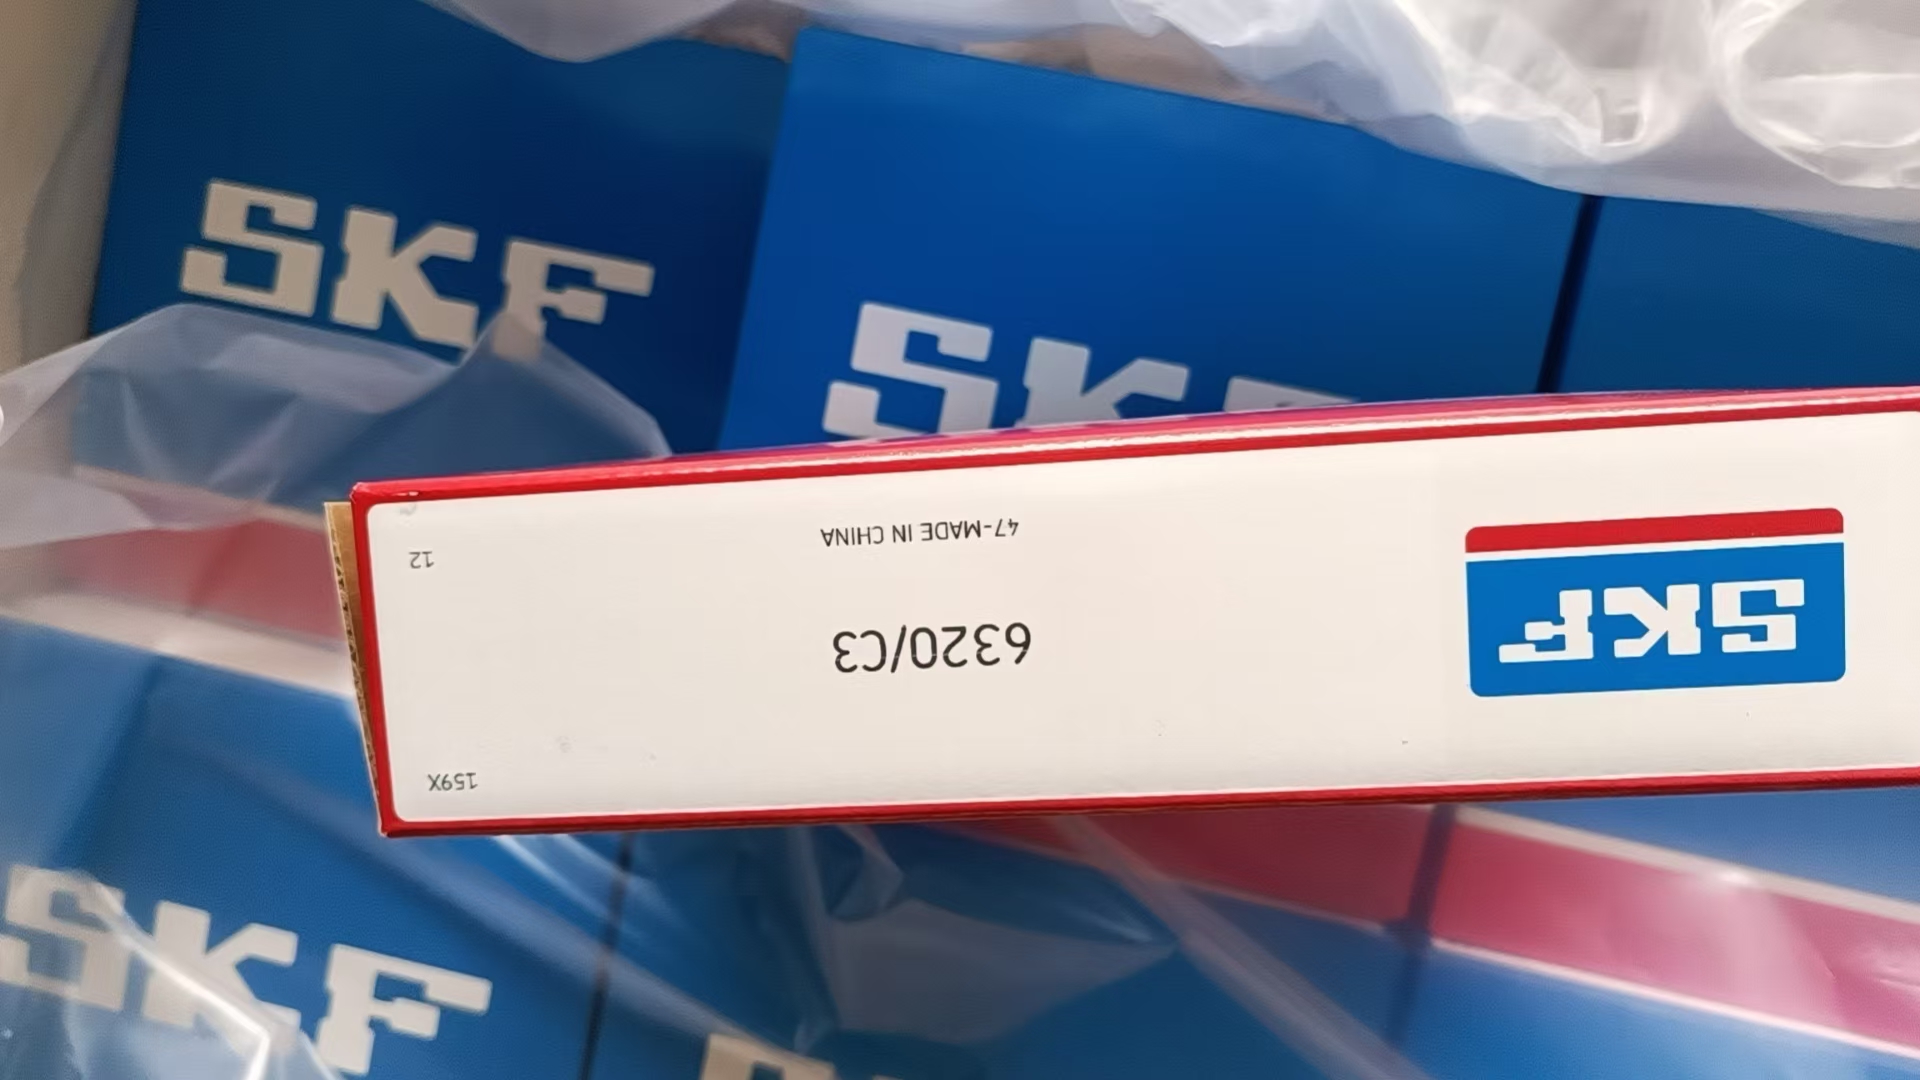 SKF
SKF
SKF
6320/C3
47-MADE IN CHINA
159X
12
SKF